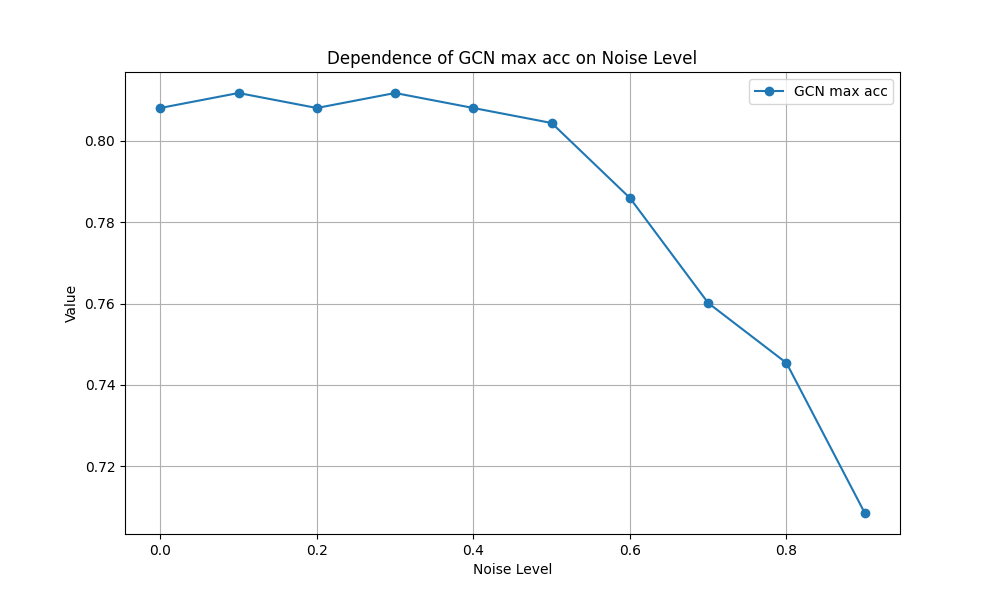 Dependence of GCN max acc on Noise Level
GCN max acc
0.80
0.78
0.76
0.74
0.72
Value
0.0 0.2 0.4 0.6 0.8
Noise Level